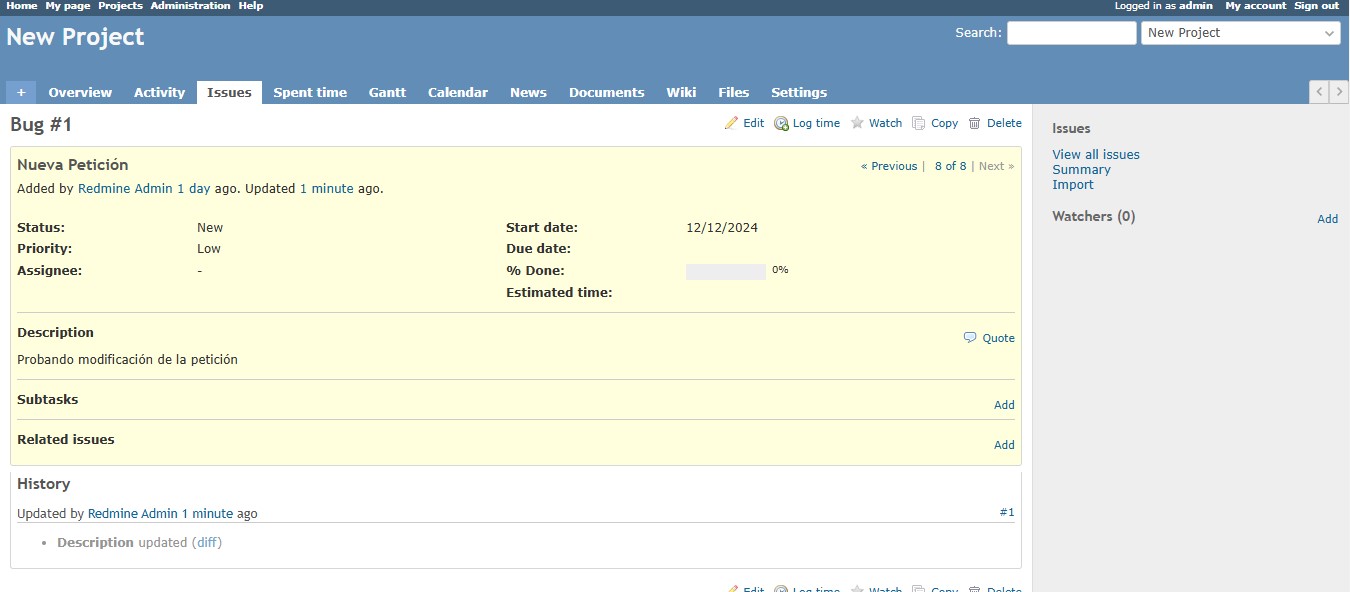 Home My page Projects Administration Help Logged in as admin My account Sign out
New Project Search: New Project
+ Overview Activity Issues Spent time Gantt Calendar News Documents Wiki Files Settings
Bug #1 Edit Log time Watch Copy Delete
Nueva Petición « Previous | 8 of 8 | Next »
Added by Redmine Admin 1 day ago. Updated 1 minute ago.
Status: New Start date: 12/12/2024
Priority: Low Due date:
Assignee: - % Done: 0%
Estimated time:
Description Quote
Probando modificación de la petición
Subtasks Add
Related issues Add
History
Updated by Redmine Admin 1 minute ago #1
• Description updated (diff)
Edit Log time Watch Copy Delete
Issues
View all issues
Summary
Import
Watchers (0) Add